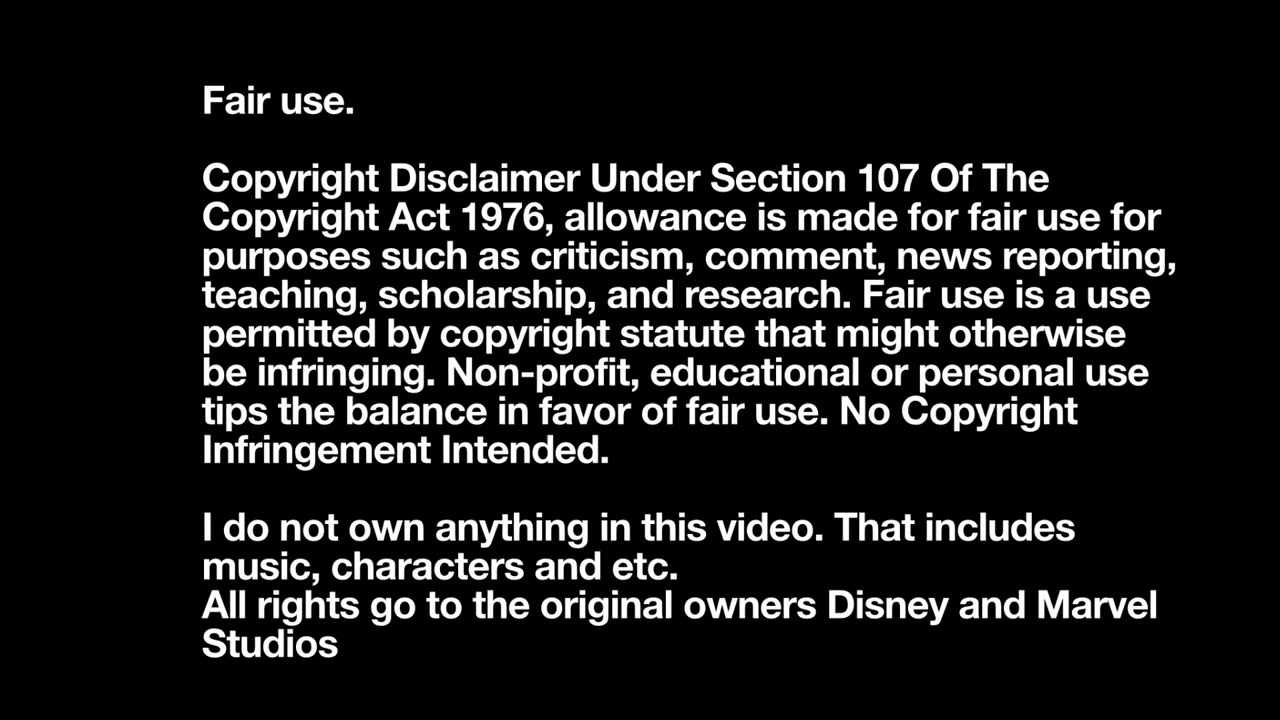 Fair use.
Copyright Disclaimer Under Section 107 Of The
Copyright Act 1976, allowance is made for fair use for
purposes such as criticism, comment, news reporting,
teaching, scholarship, and research. Fair use is a use
permitted by copyright statute that might otherwise
be infringing. Non-profit, educational or personal use
tips the balance in favor of fair use. No Copyright
Infringement Intended.
I do not own anything in this video. That includes
music, characters and etc.
All rights go to the original owners Disney and Marvel
Studios